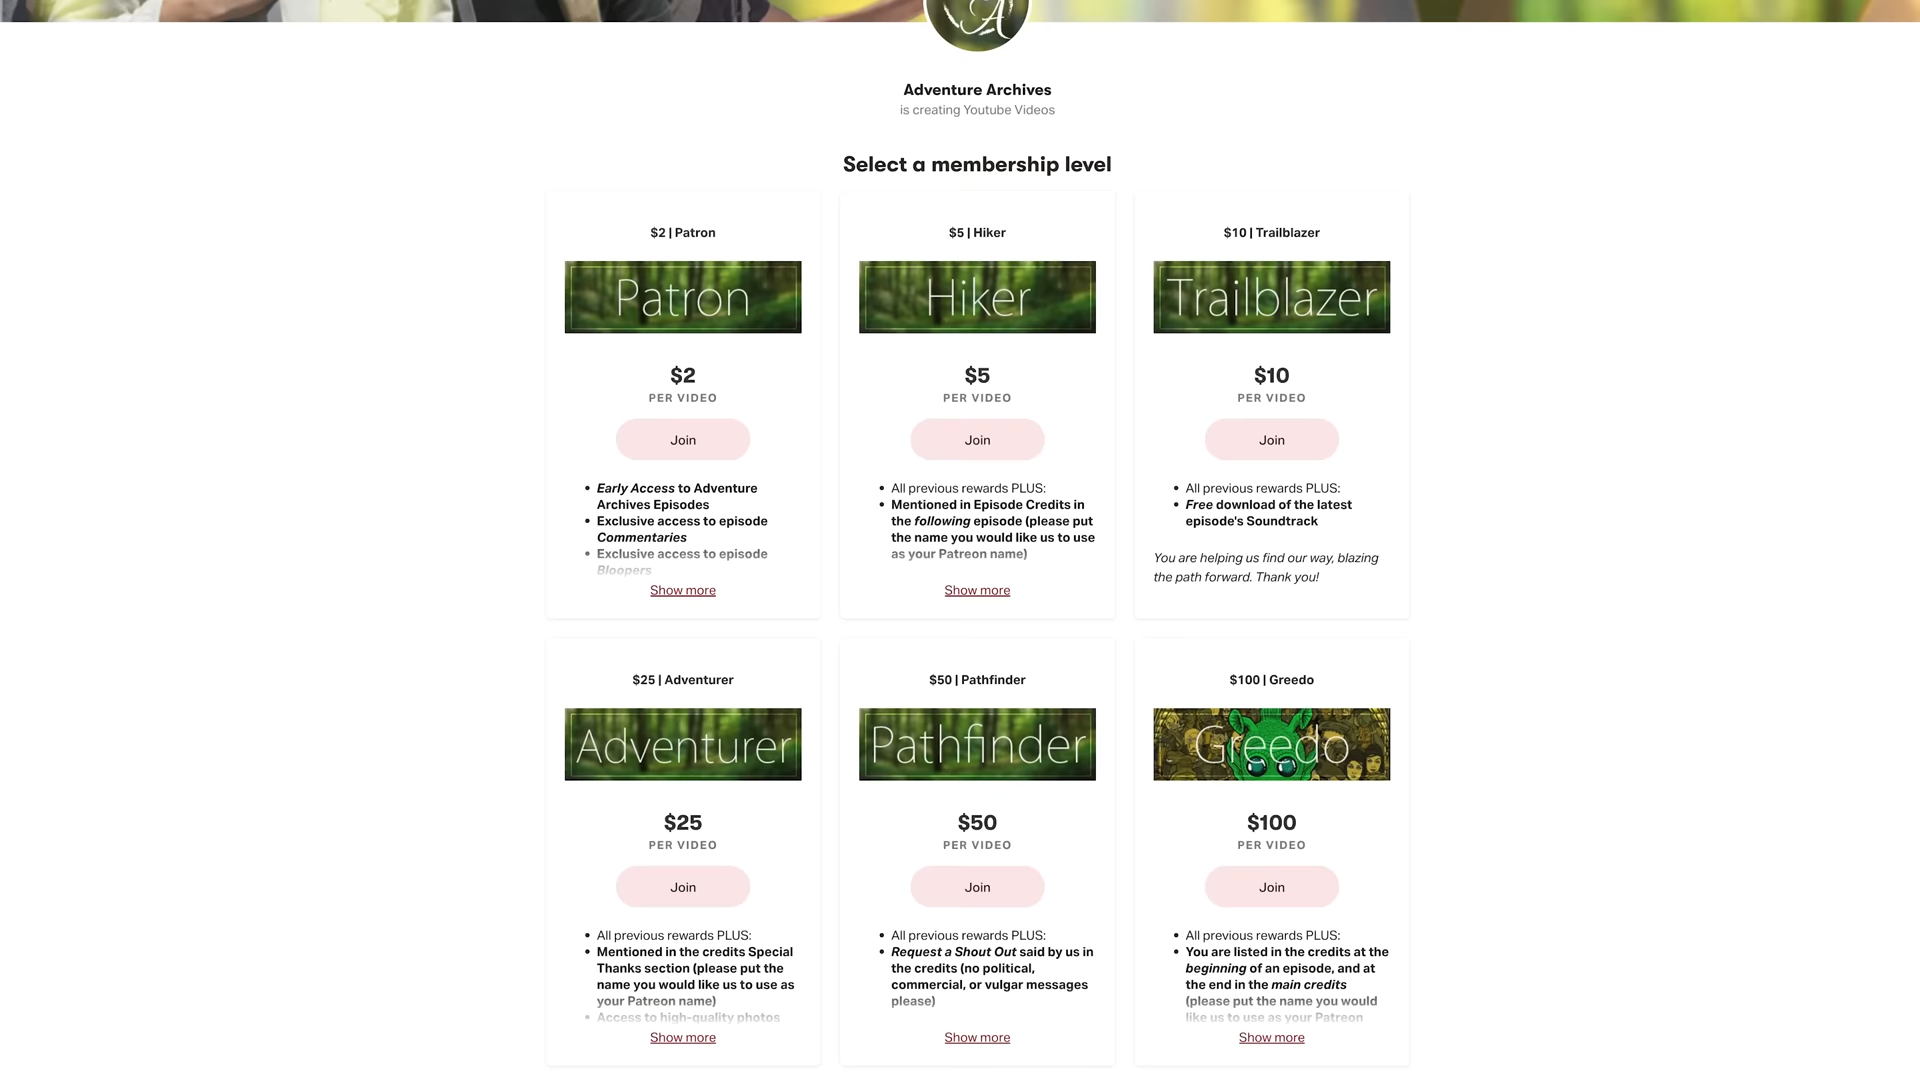 A
Adventure Archives
is creating Youtube Videos
Select a membership level
$2 | Patron
Patron
$2
PER VIDEO
Join
• Early Access to Adventure
Archives Episodes
• Exclusive access to episode
Commentaries
• Exclusive access to episode
Bloopers
Show more
$5 | Hiker
Hiker
$5
PER VIDEO
Join
• All previous rewards PLUS:
• Mentioned in Episode Credits in
the following episode (please put
the name you would like us to use
as your Patreon name)
Show more
$10 | Trailblazer
Trailblazer
$10
PER VIDEO
Join
• All previous rewards PLUS:
• Free download of the latest
episode's Soundtrack
You are helping us find our way, blazing
the path forward. Thank you!
$25 | Adventurer
Adventurer
$25
PER VIDEO
Join
• All previous rewards PLUS:
• Mentioned in the credits Special
Thanks section (please put the
name you would like us to use as
your Patreon name)
• Access to high-quality photos
Show more
$50 | Pathfinder
Pathfinder
$50
PER VIDEO
Join
• All previous rewards PLUS:
• Request a Shout Out said by us in
the credits (no political,
commercial, or vulgar messages
please)
Show more
$100 | Greedo
Greedo
$100
PER VIDEO
Join
• All previous rewards PLUS:
• You are listed in the credits at the
beginning of an episode, and at
the end in the main credits
(please put the name you would
like us to use as your Patreon
Show more